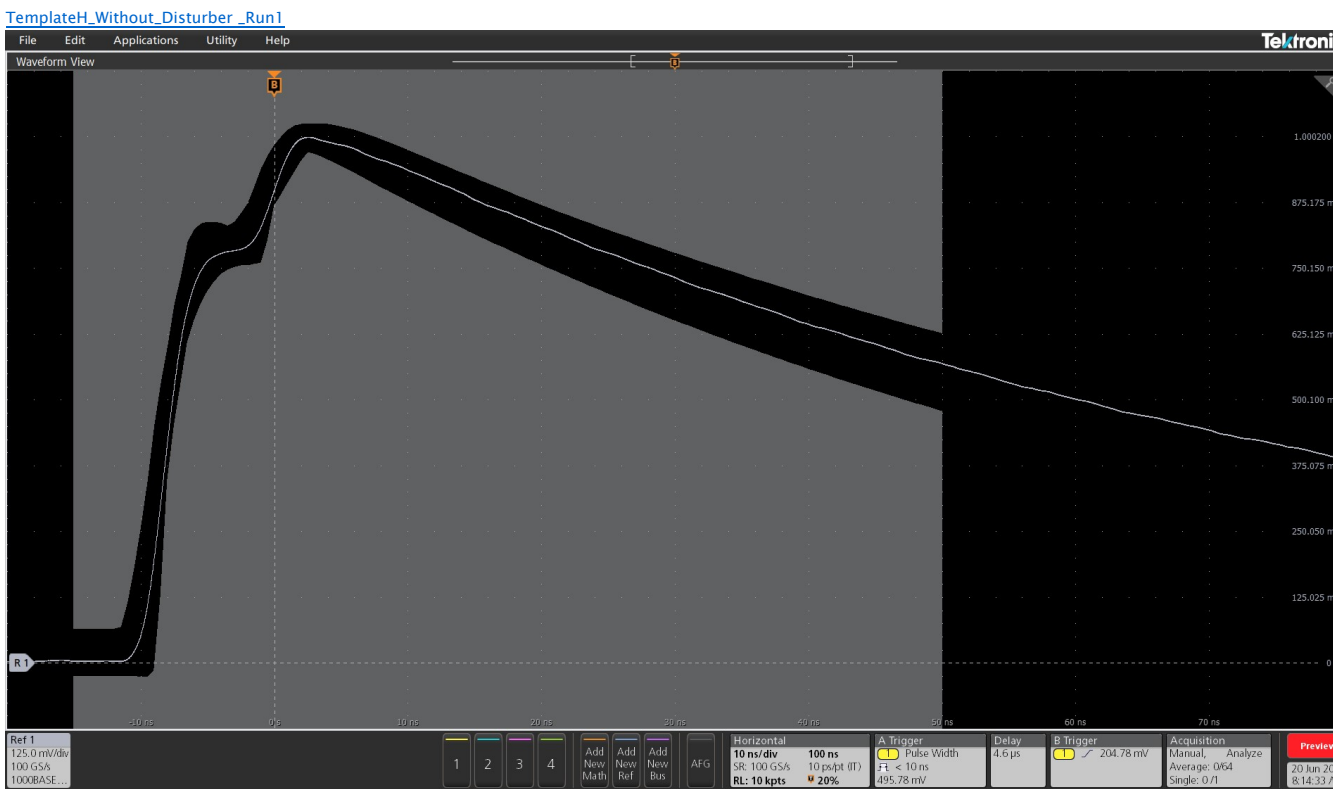 TemplateH_Without_Disturber _Run1
File Edit Applications Utility Help
Tektroni
Waveform View
B
B
1.000200
875.175 m
750.150 m
625.125 m
500.100 m
375.075 m
250.050 m
125.025 m
R 1
0
-10 ns 0 s 10 ns 20 ns 30 ns 40 ns 50 ns 60 ns 70 ns
Ref 1
125.0 mV/div
100 GS/s
1000BASE...
1 2 3 4
Add New Math
Add New Ref
Add New Bus
AFG
Horizontal
10 ns/div 100 ns
SR: 100 GS/s 10 ps/pt (IT)
RL: 10 kpts 20%
A Trigger
1 Pulse Width
< 10 ns
495.78 mV
Delay
4.6 µs
B Trigger
1 204.78 mV
Acquisition
Manual, Analyze
Average: 0/64
Single: 0 /1
Preview
20 Jun 20
8:14:33 A